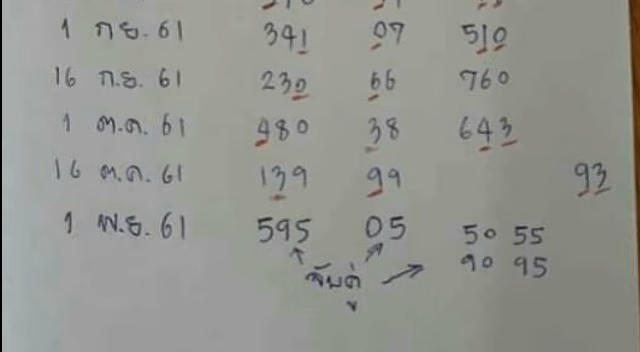 1 ก.ย. 61 341 07 510
16 ก.ย. 61 230 66 760
1 ต.ค. 61 480 38 643
16 ต.ค. 61 139 99 93
1 พ.ย. 61 595 05 50 55
90 95
จับคู่